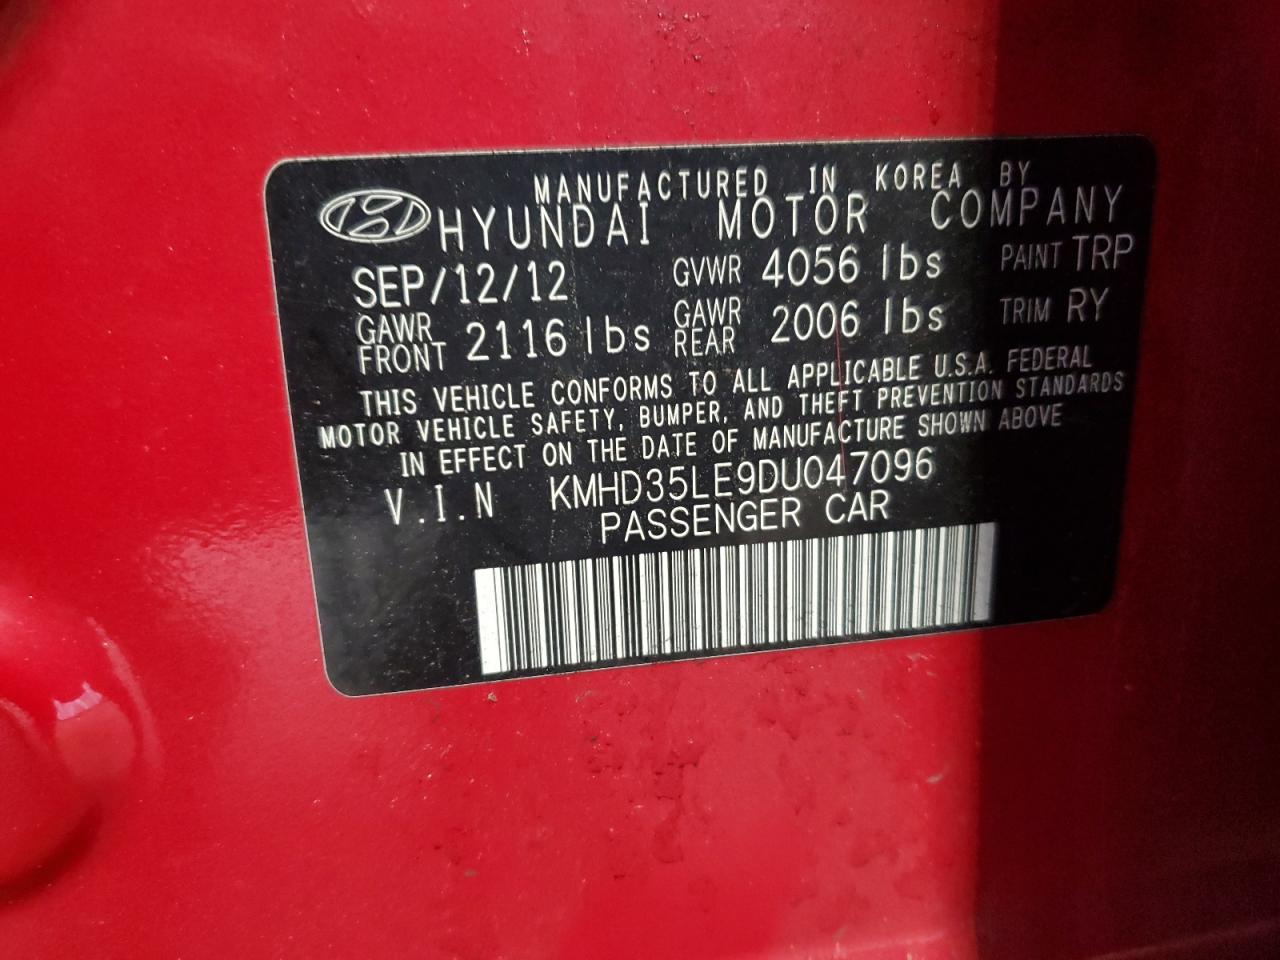 MANUFACTURED IN KOREA BY
HYUNDAI MOTOR COMPANY
SEP/12/12 GVWR 4056 lbs PAINT TRP
GAWR FRONT 2116 lbs GAWR REAR 2006 lbs TRIM RY
THIS VEHICLE CONFORMS TO ALL APPLICABLE U.S.A. FEDERAL
MOTOR VEHICLE SAFETY, BUMPER, AND THEFT PREVENTION STANDARDS
IN EFFECT ON THE DATE OF MANUFACTURE SHOWN ABOVE
V.I.N KMHD35LE9DU047096
PASSENGER CAR